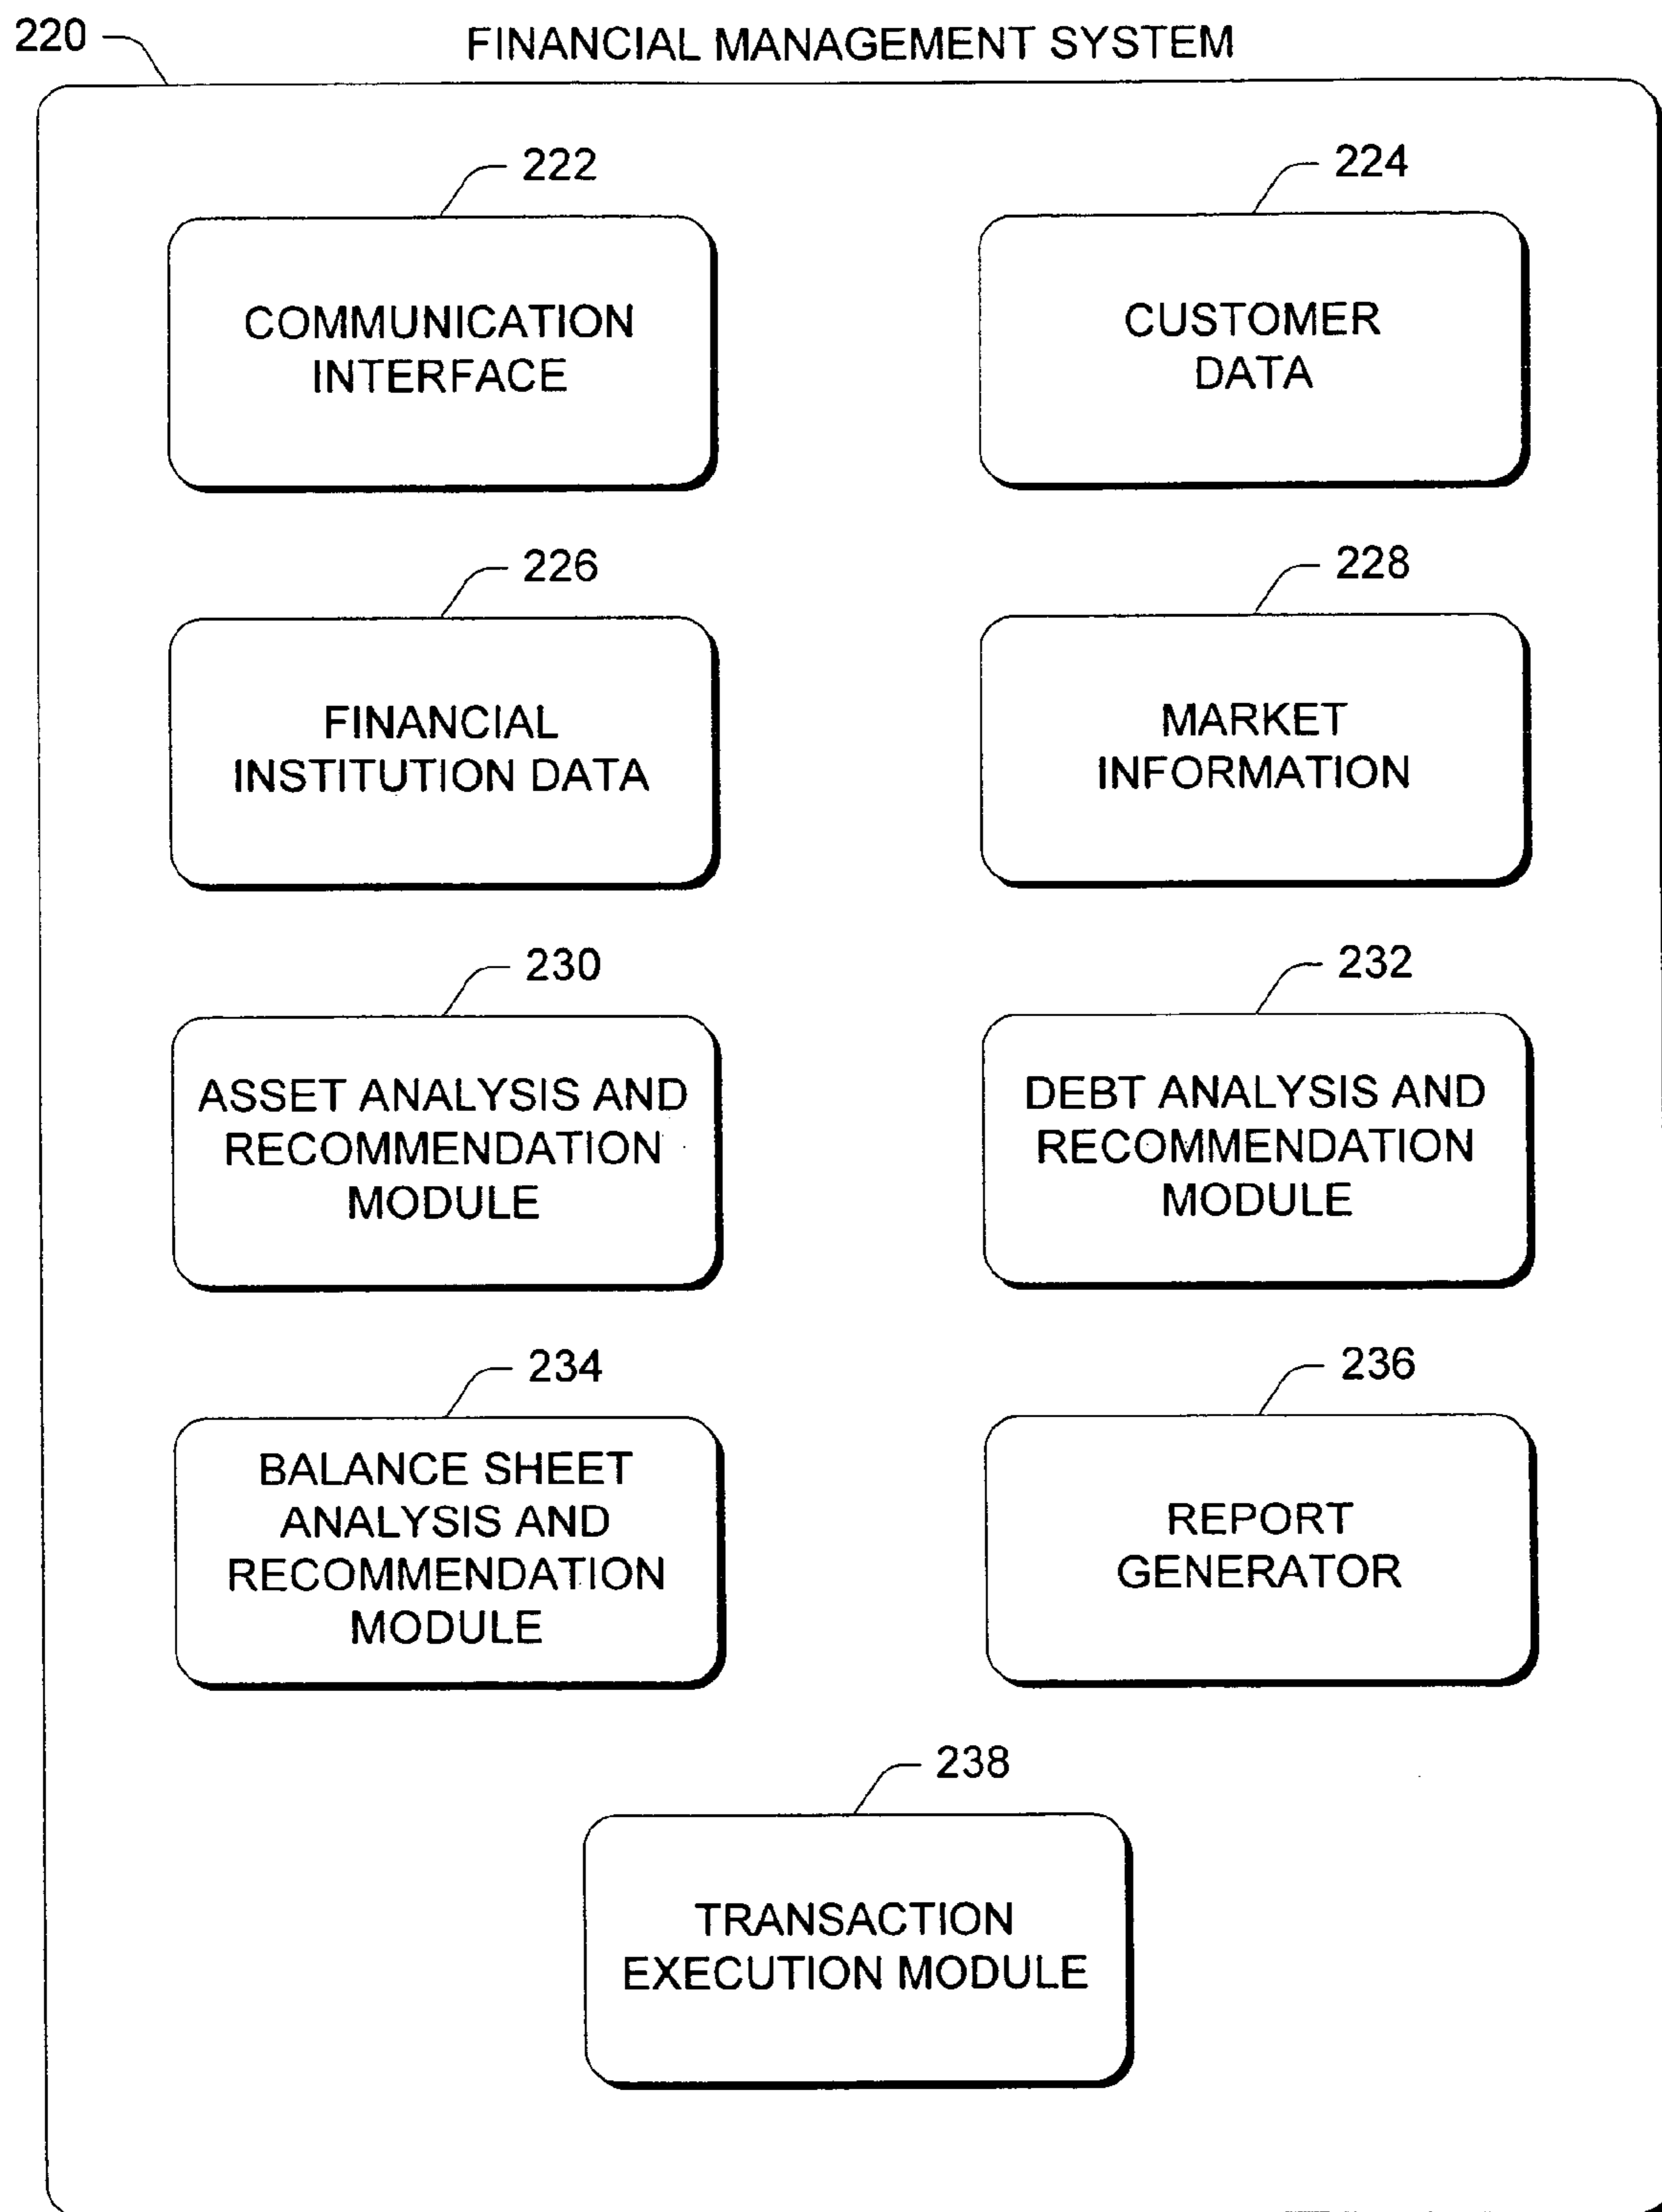 220
FINANCIAL MANAGEMENT SYSTEM
222
COMMUNICATION
INTERFACE
224
CUSTOMER
DATA
226
FINANCIAL
INSTITUTION DATA
228
MARKET
INFORMATION
230
ASSET ANALYSIS AND
RECOMMENDATION
MODULE
232
DEBT ANALYSIS AND
RECOMMENDATION
MODULE
234
BALANCE SHEET
ANALYSIS AND
RECOMMENDATION
MODULE
236
REPORT
GENERATOR
238
TRANSACTION
EXECUTION MODULE